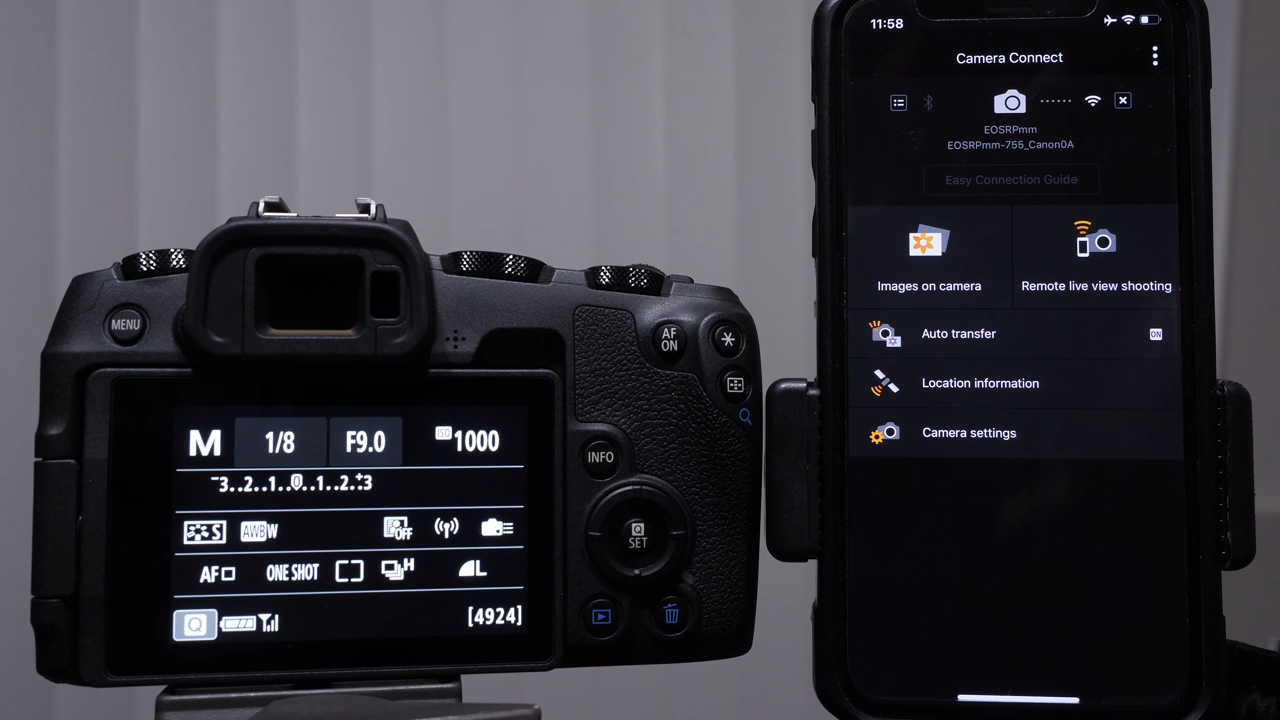 MENU
M 1/8 F9.0 ISO 1000
-3..2..1..0..1..2.:+3
S AWBW OFF
AF ONE SHOT H L
Q
[4924]
AF
ON
INFO
Q
SET
11:58
Camera Connect
EOSRPmm
EOSRPmm-755_Canon0A
Easy Connection Guide
Images on camera
Remote live view shooting
Auto transfer ON
Location information
Camera settings